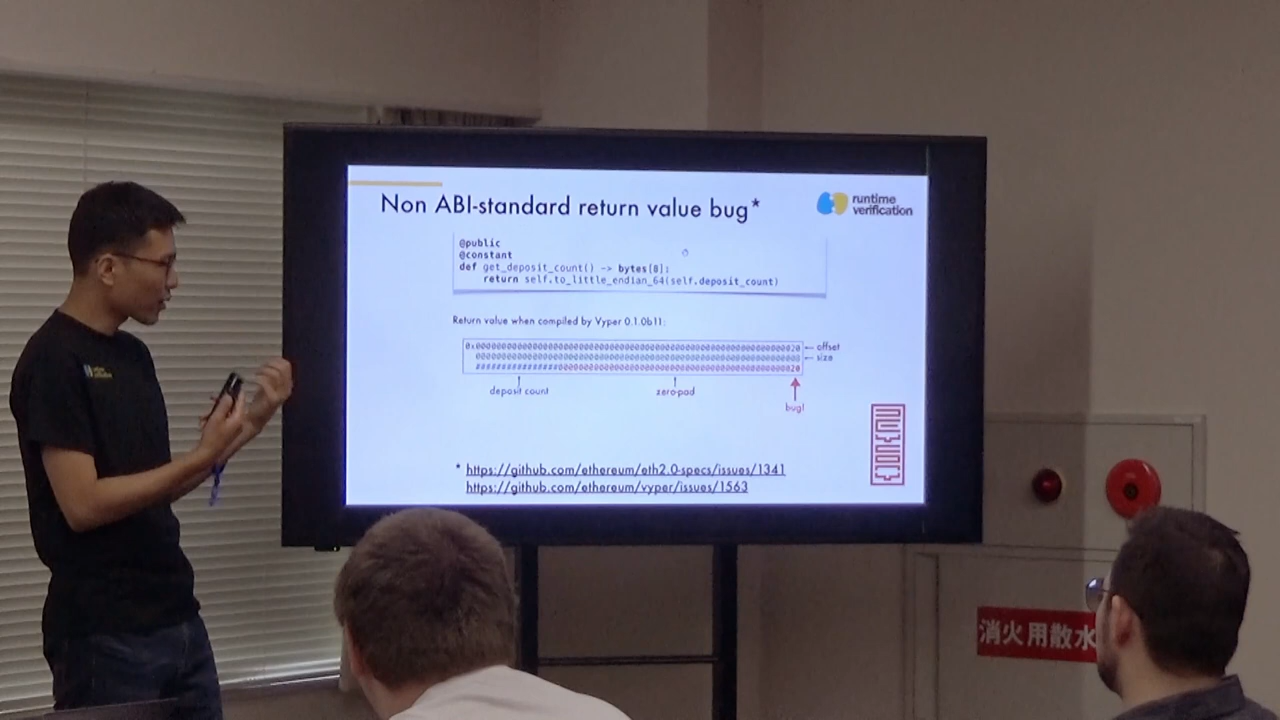 Non ABI-standard return value bug*
runtime
verification
@public
@constant
def get_deposit_count() -> bytes[8]:
return self.to_little_endian_64(self.deposit_count)
Return value when compiled by Vyper 0.1.0b11:
offset
size
deposit count
zero-pad
bug!
DEVCON
* https://github.com/ethereum/eth2.0-specs/issues/1341
https://github.com/ethereum/vyper/issues/1563
消火用散水